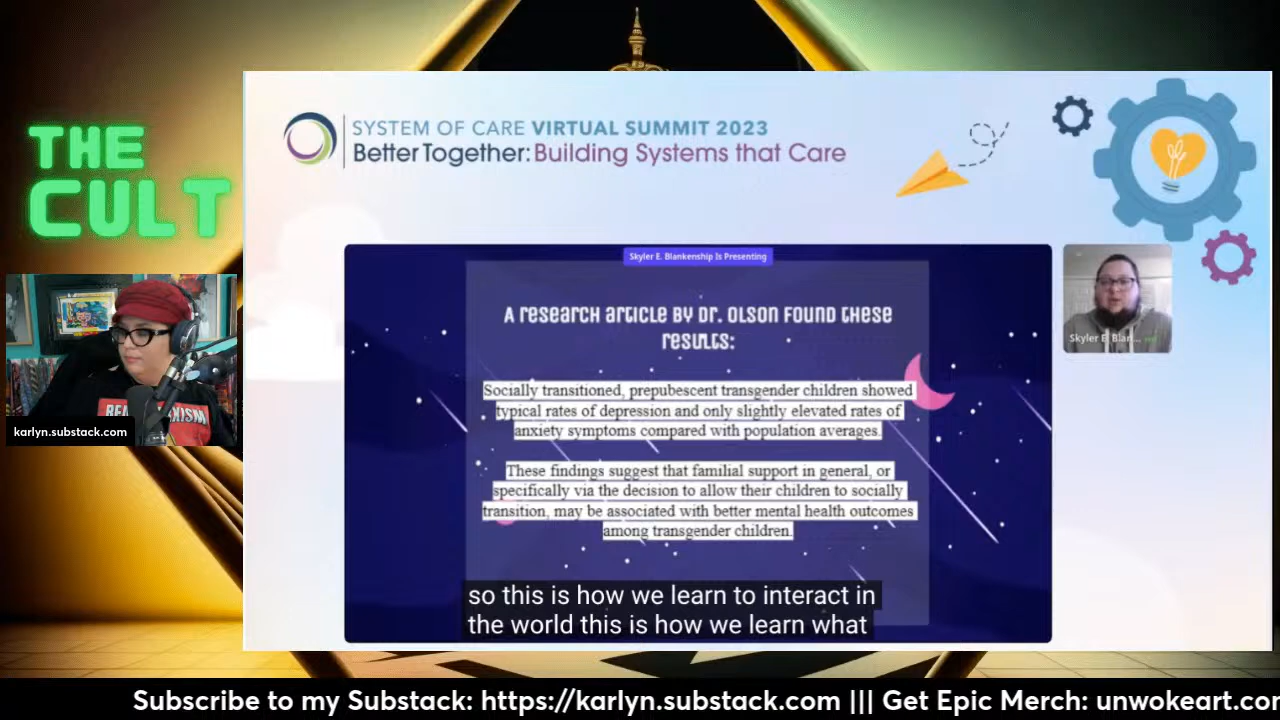 THE
CULT
karlyn.substack.com
SYSTEM OF CARE VIRTUAL SUMMIT 2023
Better Together: Building Systems that Care
Skyler E. Blankenship Is Presenting
A research article by Dr. Olson found these
results:
Socially transitioned, prepubescent transgender children showed
typical rates of depression and only slightly elevated rates of
anxiety symptoms compared with population averages.
These findings suggest that familial support in general, or
specifically via the decision to allow their children to socially
transition, may be associated with better mental health outcomes
among transgender children.
Skyler E. Blan...
so this is how we learn to interact in
the world this is how we learn what
Subscribe to my Substack: https://karlyn.substack.com ||| Get Epic Merch: unwokeart.co